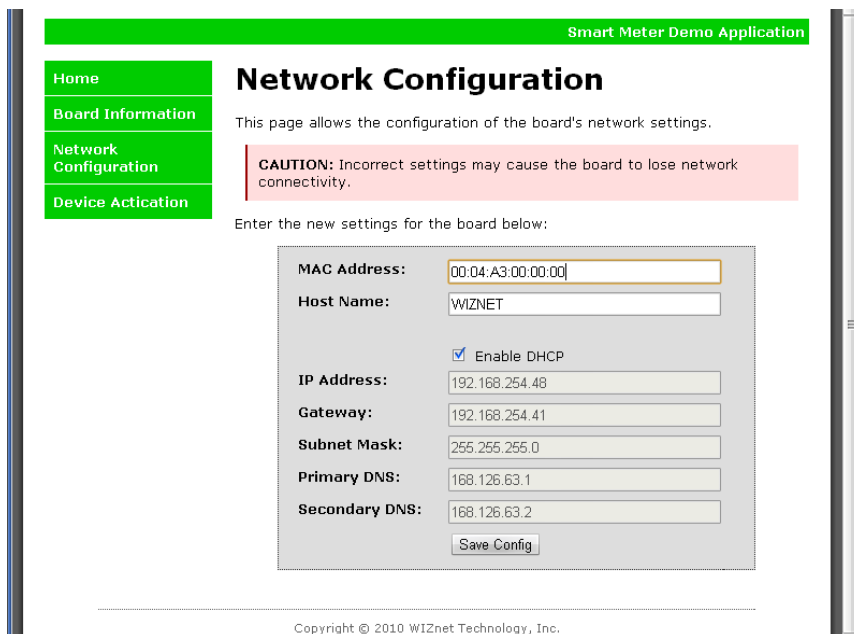 Smart Meter Demo Application
Home
Board Information
Network
Configuration
Device Actication
Network Configuration
This page allows the configuration of the board's network settings.
CAUTION: Incorrect settings may cause the board to lose network
connectivity.
Enter the new settings for the board below:
MAC Address: 00:04:A3:00:00:00
Host Name: WIZNET
Enable DHCP
IP Address: 192.168.254.48
Gateway: 192.168.254.41
Subnet Mask: 255.255.255.0
Primary DNS: 168.126.63.1
Secondary DNS: 168.126.63.2
Save Config
Copyright © 2010 WIZnet Technology, Inc.